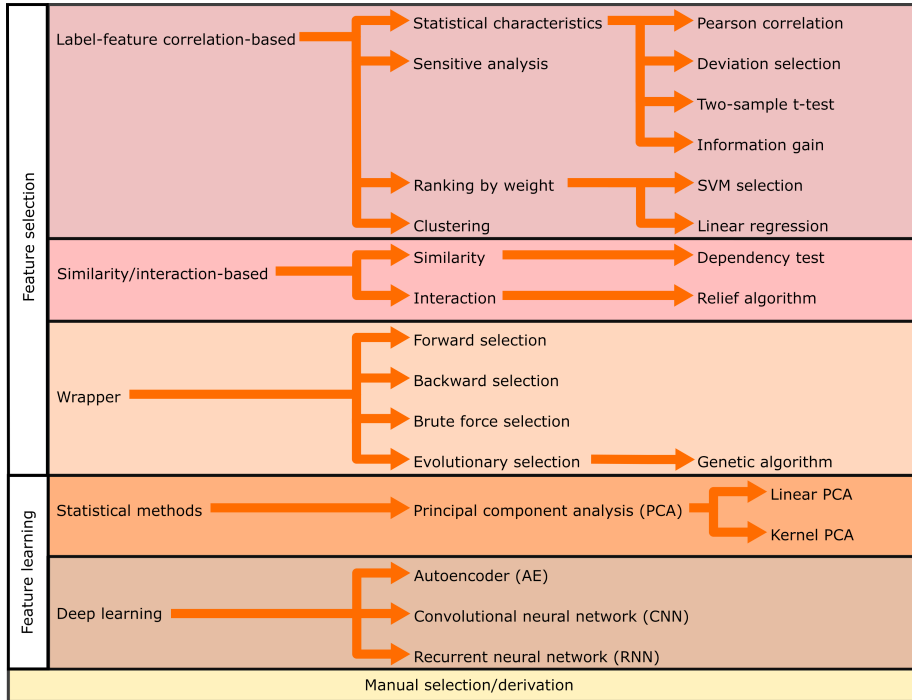 Feature selection
Label-feature correlation-based
Statistical characteristics
Pearson correlation
Deviation selection
Two-sample t-test
Information gain
Sensitive analysis
Ranking by weight
SVM selection
Linear regression
Clustering
Similarity/interaction-based
Similarity
Dependency test
Interaction
Relief algorithm
Wrapper
Forward selection
Backward selection
Brute force selection
Evolutionary selection
Genetic algorithm
Feature learning
Statistical methods
Principal component analysis (PCA)
Linear PCA
Kernel PCA
Deep learning
Autoencoder (AE)
Convolutional neural network (CNN)
Recurrent neural network (RNN)
Manual selection/derivation